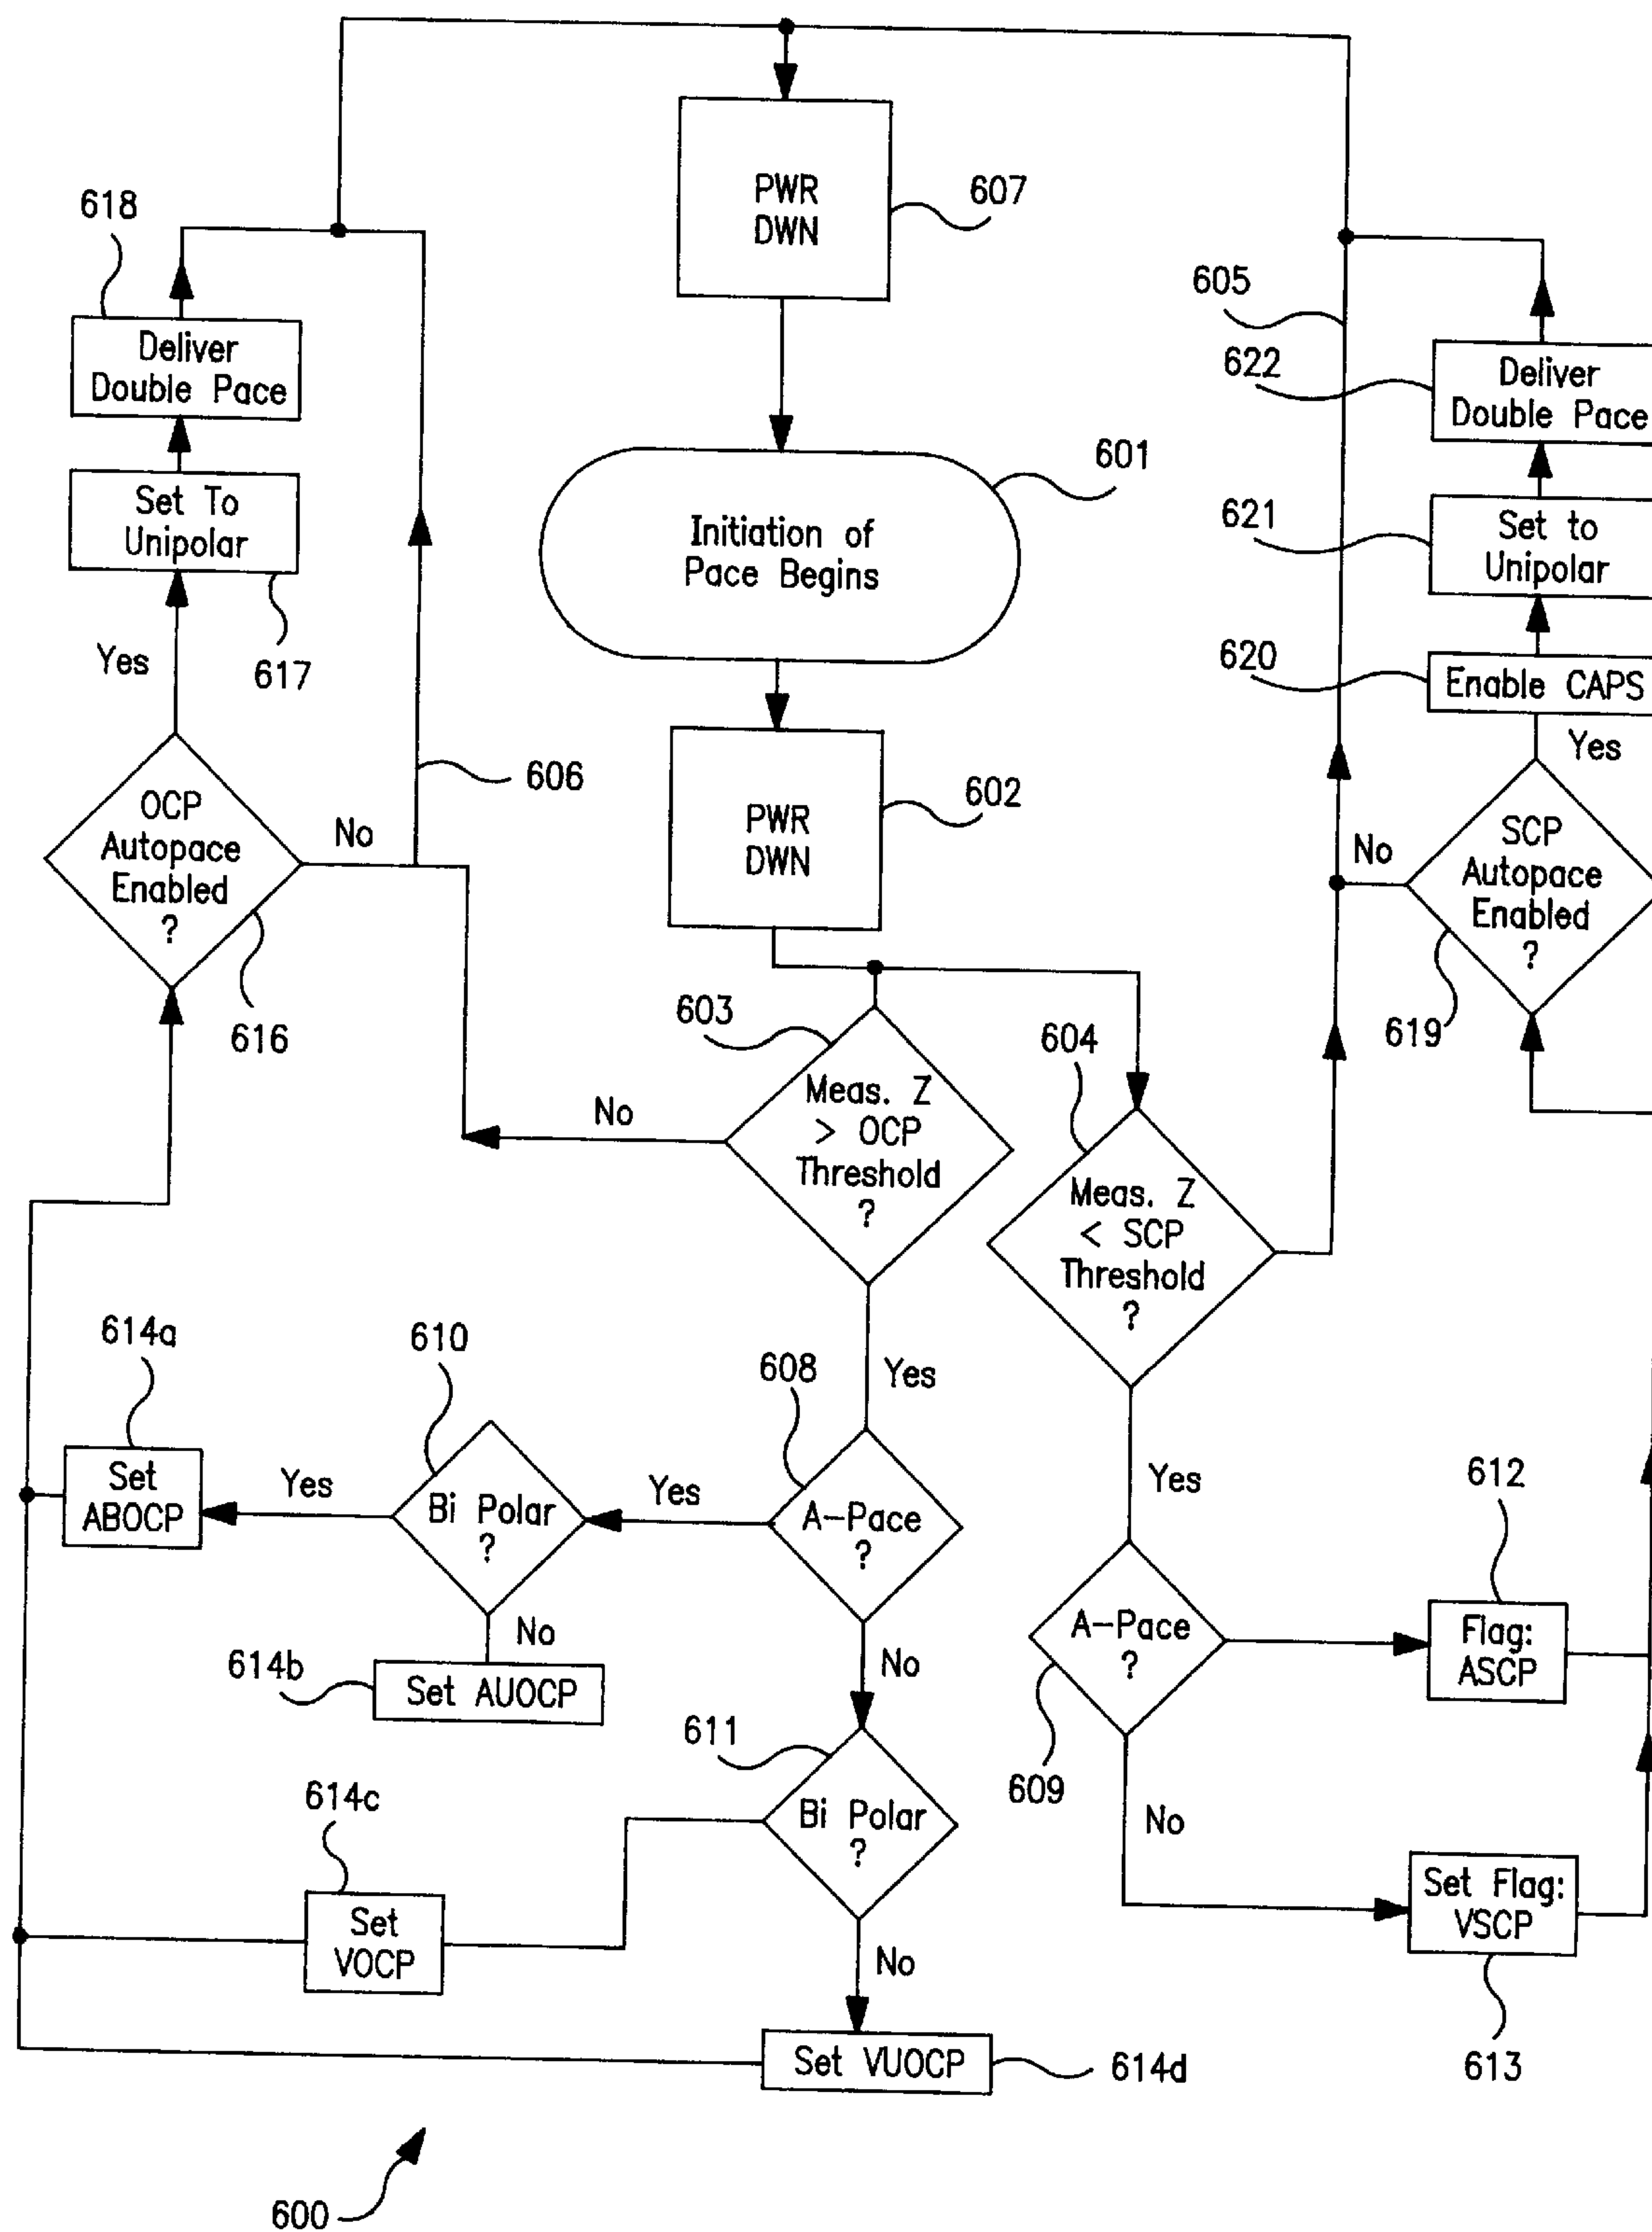 PWR
DWN
607
618
605
Deliver
Double Pace
622
Deliver
Double Pace
601
Set To
Unipolar
Initiation of
Pace Begins
621
Set to
Unipolar
Yes
617
620
Enable CAPS
Yes
606
602
PWR
DWN
OCP
Autopace
Enabled
?
No
SCP
Autopace
Enabled
?
No
616
603
604
619
Meas. Z
> OCP
Threshold
?
No
Meas. Z
< SCP
Threshold
?
614a
610
608
Yes
Set
ABOCP
Yes
Bi Polar
?
Yes
A-Pace
?
Yes
612
No
614b
Set AUOCP
No
A-Pace
?
Flag:
ASCP
611
609
614c
Bi Polar
?
No
Set
VOCP
No
Set Flag:
VSCP
Set VUOCP
614d
613
600